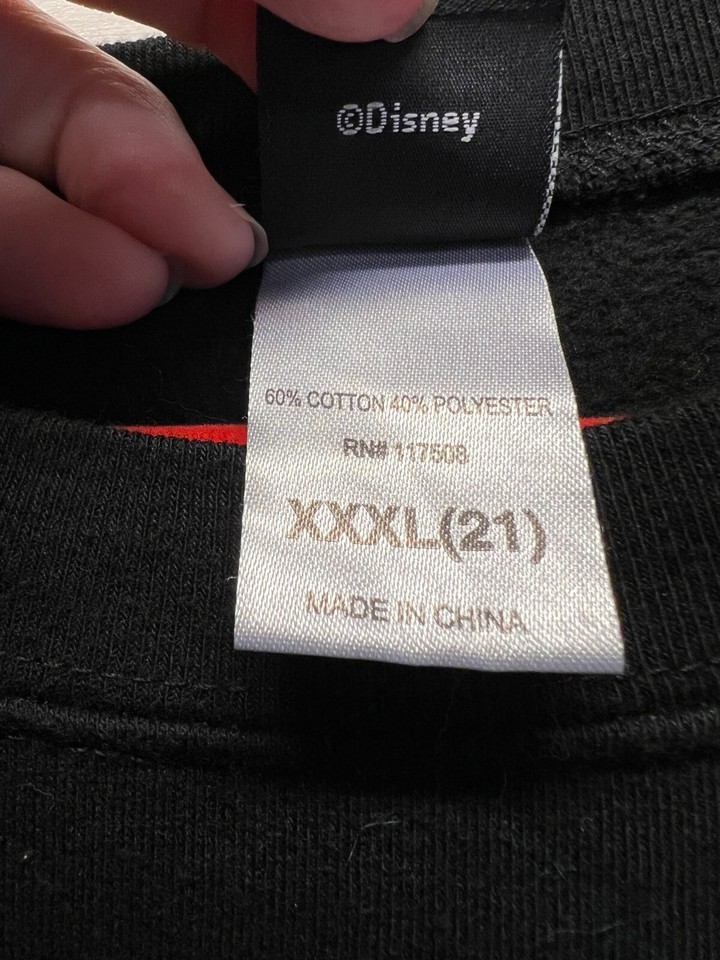 ©Disney
60% COTTON 40% POLYESTER
RN# 117508
XXXL(21)
MADE IN CHINA